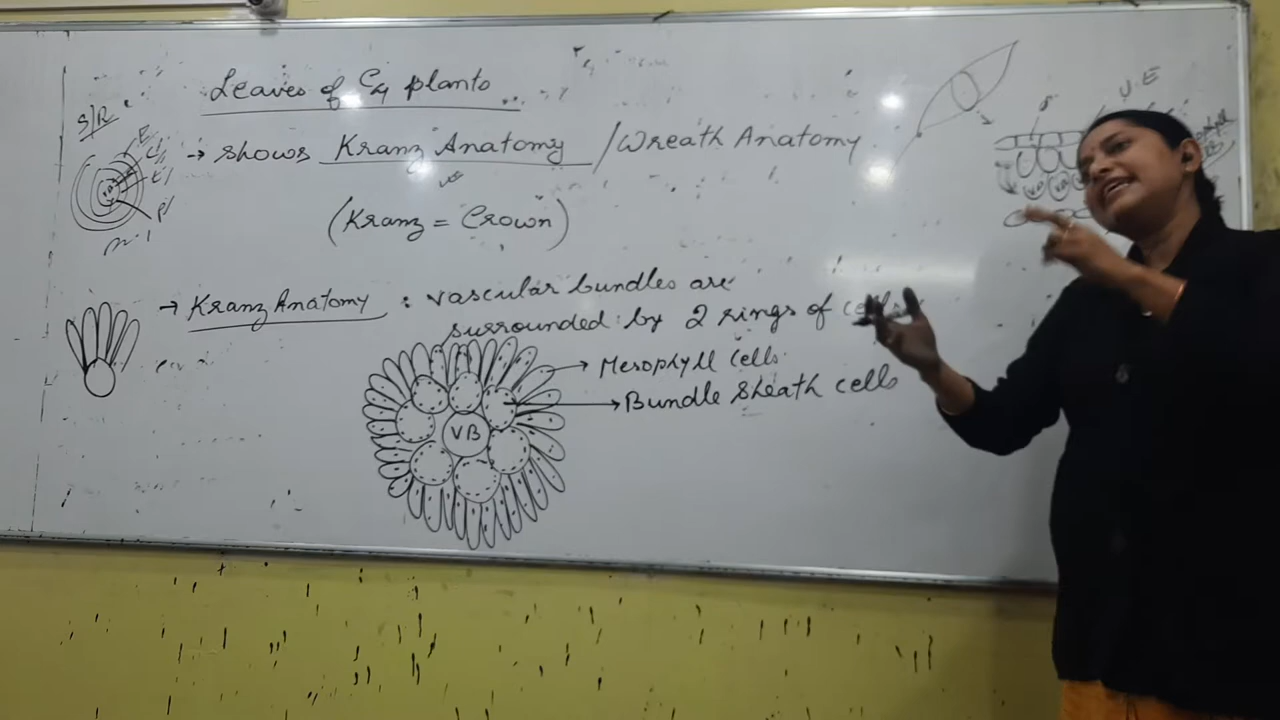 Leaves of C4 plants
S/R
E
→ shows Kranz Anatomy / Wreath Anatomy
(Kranz = Crown)
→ Kranz Anatomy : vascular bundles are
surrounded by 2 rings of cells
→ Mesophyll cells
→ Bundle sheath cells
VB
U.E